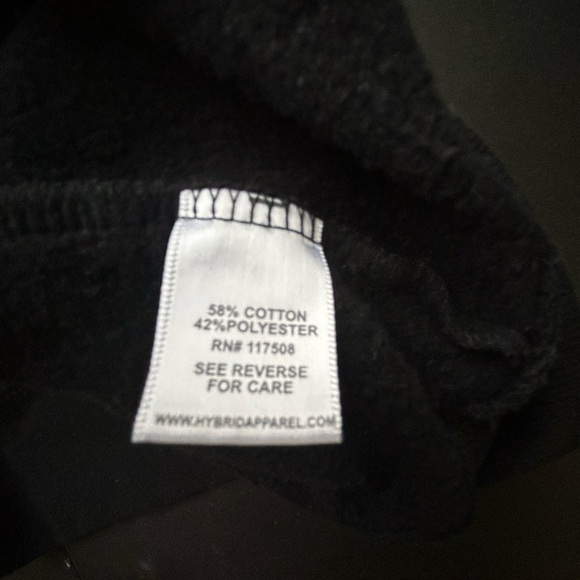 58% COTTON
42%POLYESTER
RN# 117508
SEE REVERSE
FOR CARE
WWW.HYBRIDAPPAREL.COM